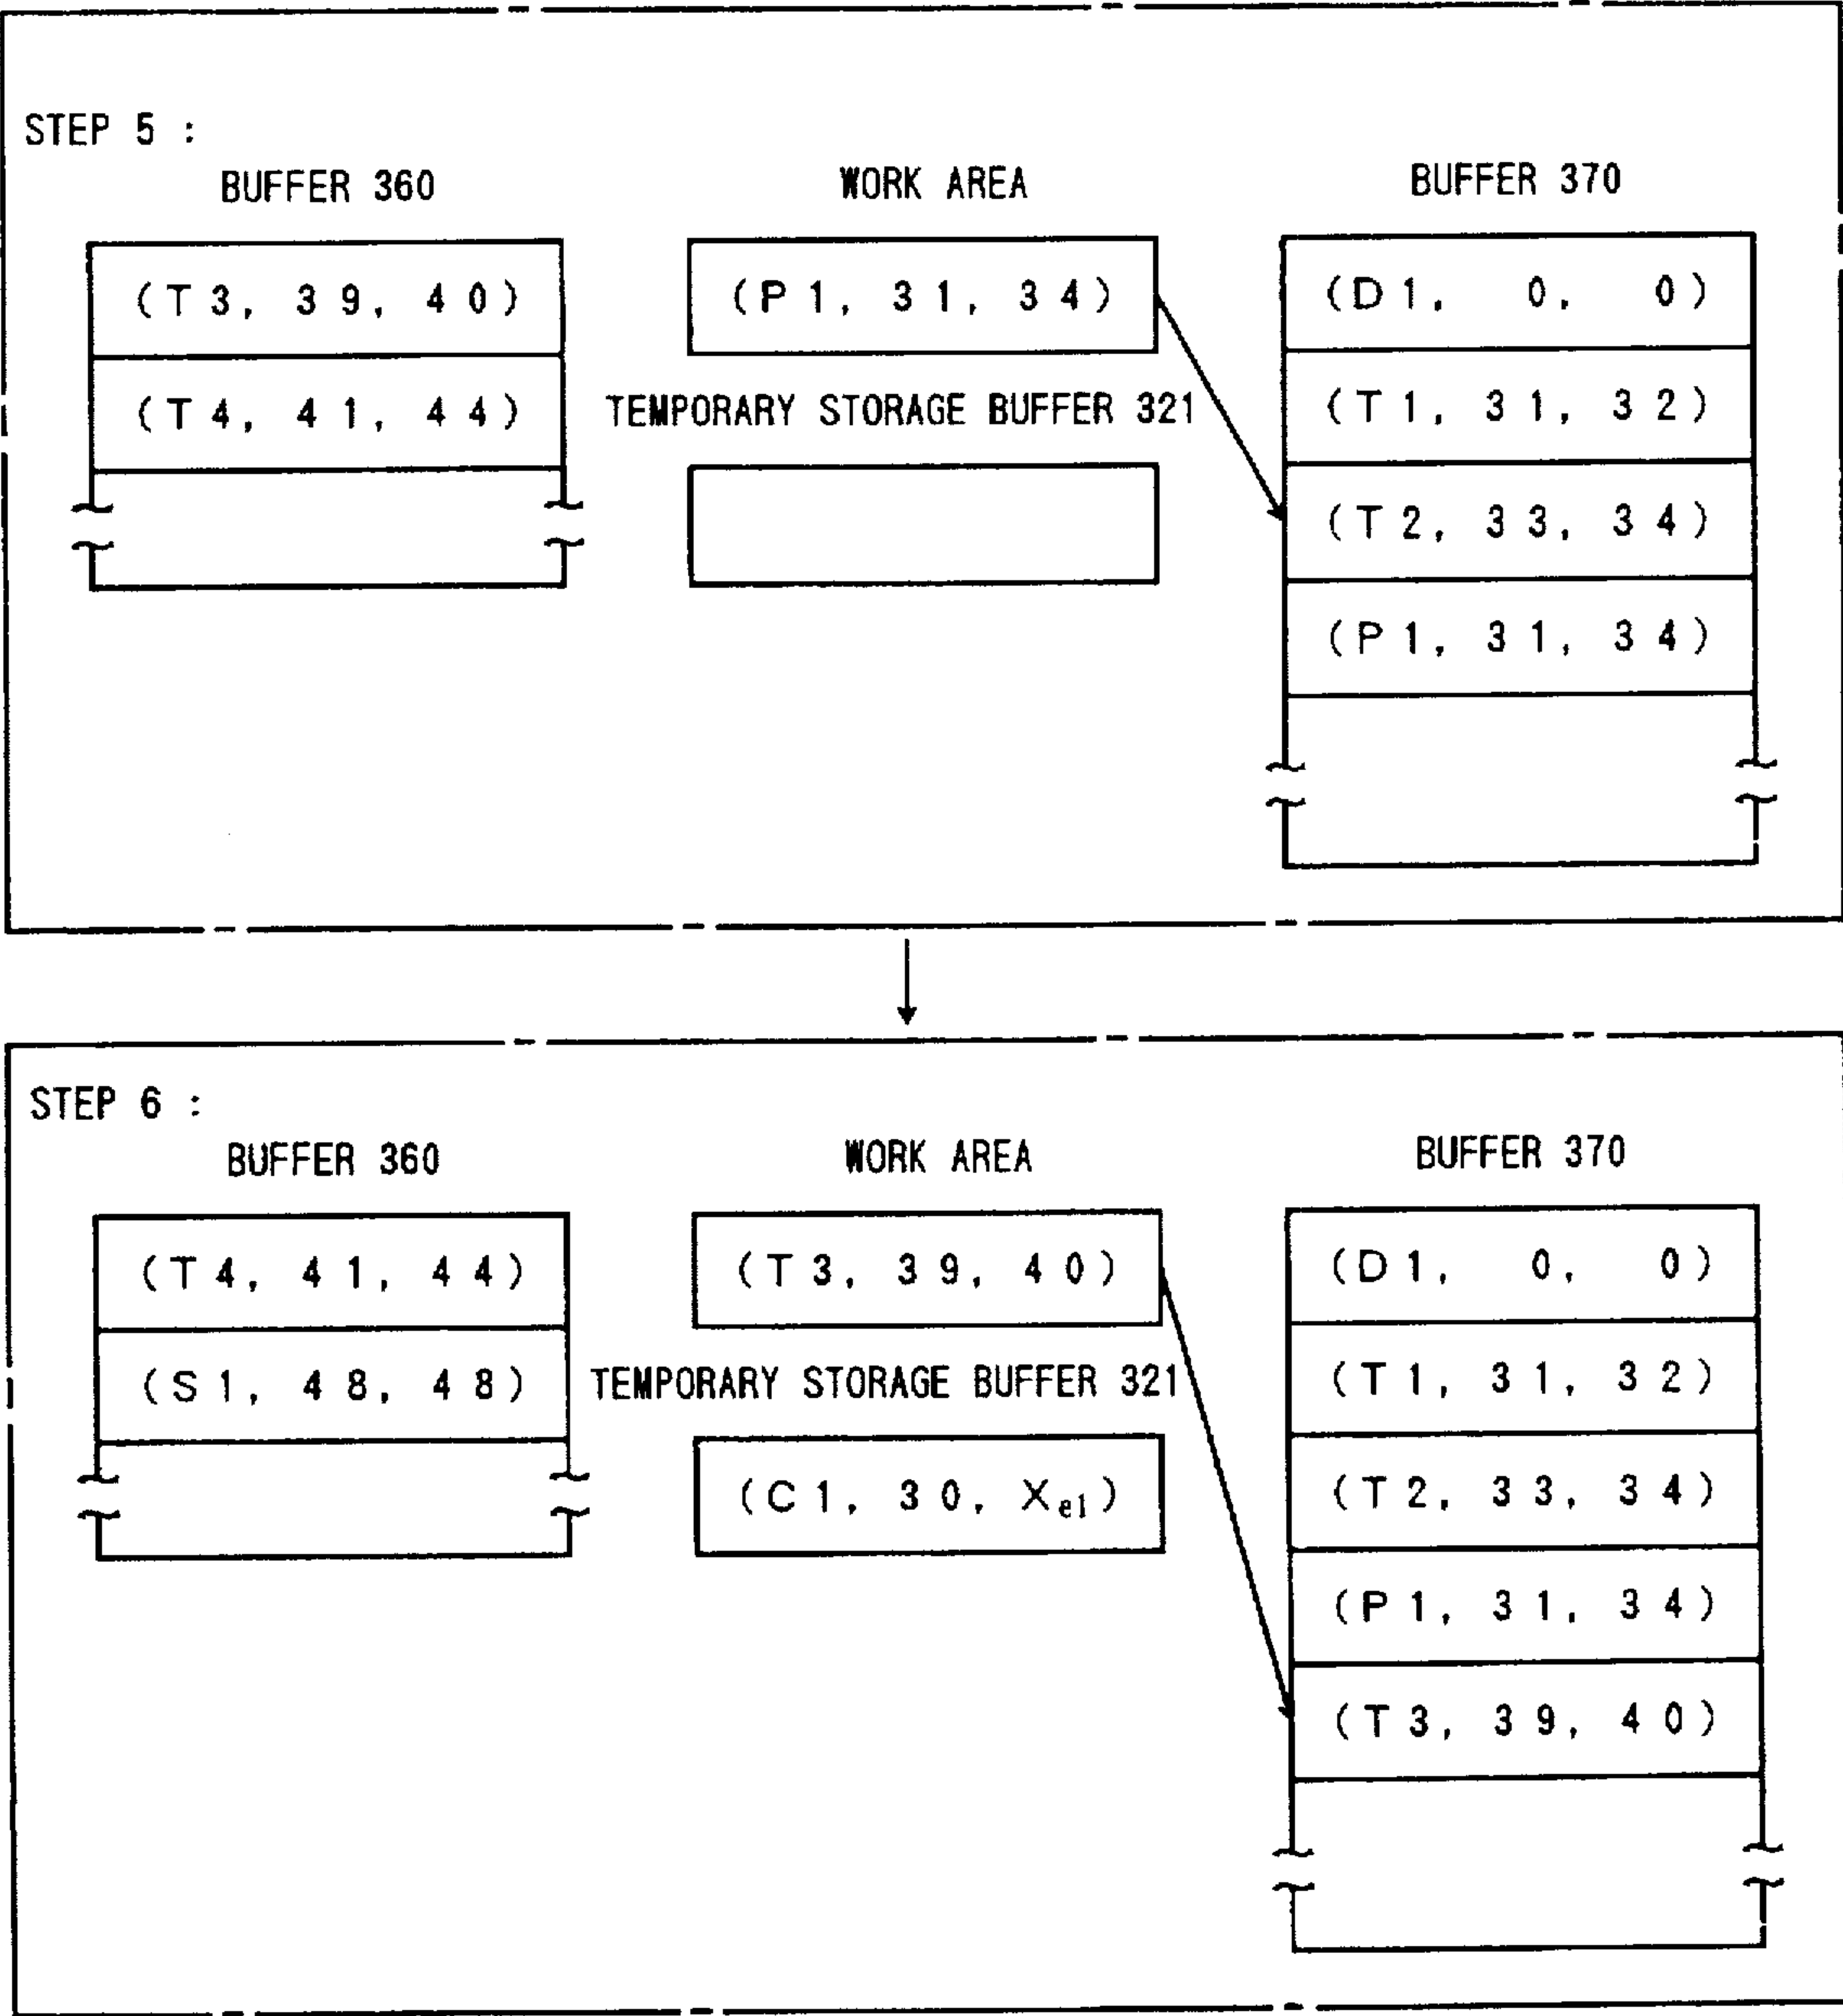 STEP 5 :
BUFFER 360
WORK AREA
BUFFER 370
(T3, 39, 40)
(T4, 41, 44)
(P1, 31, 34)
TEMPORARY STORAGE BUFFER 321
(D1, 0, 0)
(T1, 31, 32)
(T2, 33, 34)
(P1, 31, 34)
STEP 6 :
BUFFER 360
WORK AREA
BUFFER 370
(T4, 41, 44)
(S1, 48, 48)
(T3, 39, 40)
TEMPORARY STORAGE BUFFER 321
(C1, 30, Xe1)
(D1, 0, 0)
(T1, 31, 32)
(T2, 33, 34)
(P1, 31, 34)
(T3, 39, 40)